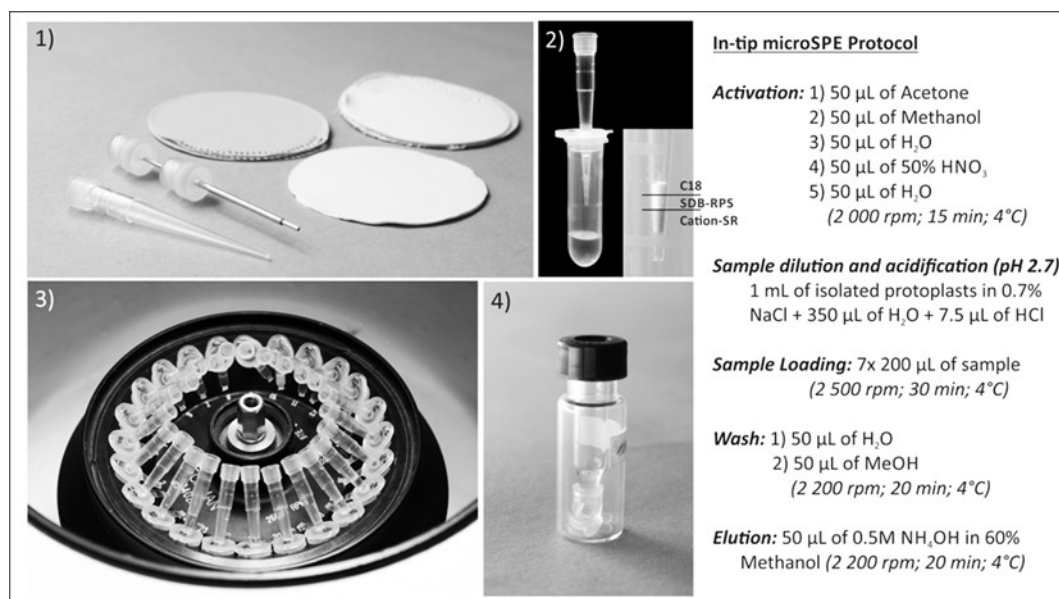 1)
2)
C18
SDB-RPS
Cation-SR
3)
4)
In-tip microSPE Protocol
Activation: 1) 50 µL of Acetone
2) 50 µL of Methanol
3) 50 µL of H₂O
4) 50 µL of 50% HNO₃
5) 50 µL of H₂O
(2 000 rpm; 15 min; 4°C)
Sample dilution and acidification (pH 2.7)
1 mL of isolated protoplasts in 0.7%
NaCl + 350 µL of H₂O + 7.5 µL of HCl
Sample Loading: 7x 200 µL of sample
(2 500 rpm; 30 min; 4°C)
Wash: 1) 50 µL of H₂O
2) 50 µL of MeOH
(2 200 rpm; 20 min; 4°C)
Elution: 50 µL of 0.5M NH₄OH in 60%
Methanol (2 200 rpm; 20 min; 4°C)